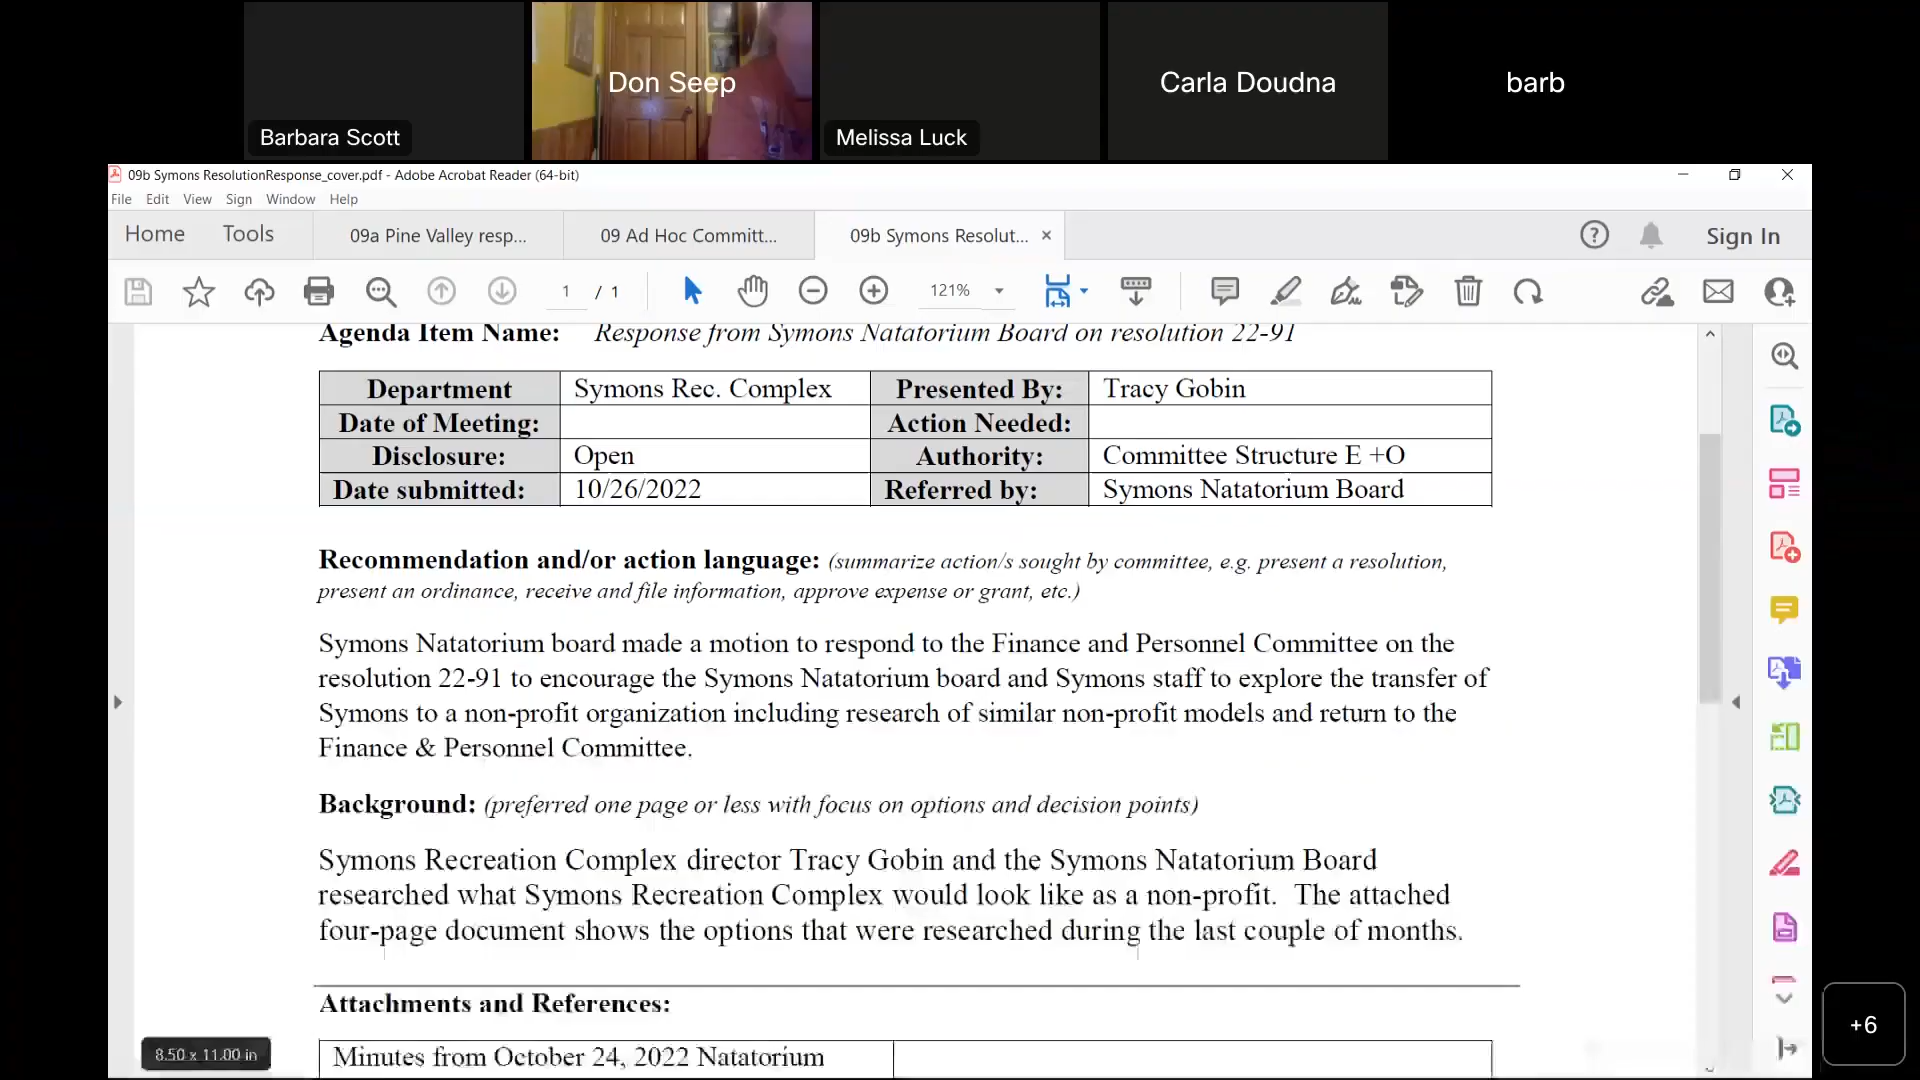 Don Seep
Carla Doudna
barb
Barbara Scott
Melissa Luck
09b Symons ResolutionResponse_cover.pdf - Adobe Acrobat Reader (64-bit)
File Edit View Sign Window Help
Home Tools 09a Pine Valley resp... 09 Ad Hoc Committ... 09b Symons Resolut... × Sign In
1 / 1 121%
Agenda Item Name: Response from Symons Natatorium Board on resolution 22-91
Department Symons Rec. Complex Presented By: Tracy Gobin
Date of Meeting: Action Needed:
Disclosure: Open Authority: Committee Structure E +O
Date submitted: 10/26/2022 Referred by: Symons Natatorium Board
Recommendation and/or action language: (summarize action/s sought by committee, e.g. present a resolution,
present an ordinance, receive and file information, approve expense or grant, etc.)
Symons Natatorium board made a motion to respond to the Finance and Personnel Committee on the
resolution 22-91 to encourage the Symons Natatorium board and Symons staff to explore the transfer of
Symons to a non-profit organization including research of similar non-profit models and return to the
Finance & Personnel Committee.
Background: (preferred one page or less with focus on options and decision points)
Symons Recreation Complex director Tracy Gobin and the Symons Natatorium Board
researched what Symons Recreation Complex would look like as a non-profit. The attached
four-page document shows the options that were researched during the last couple of months.
Attachments and References:
Minutes from October 24, 2022 Natatorium
8.50 x 11.00 in
+6